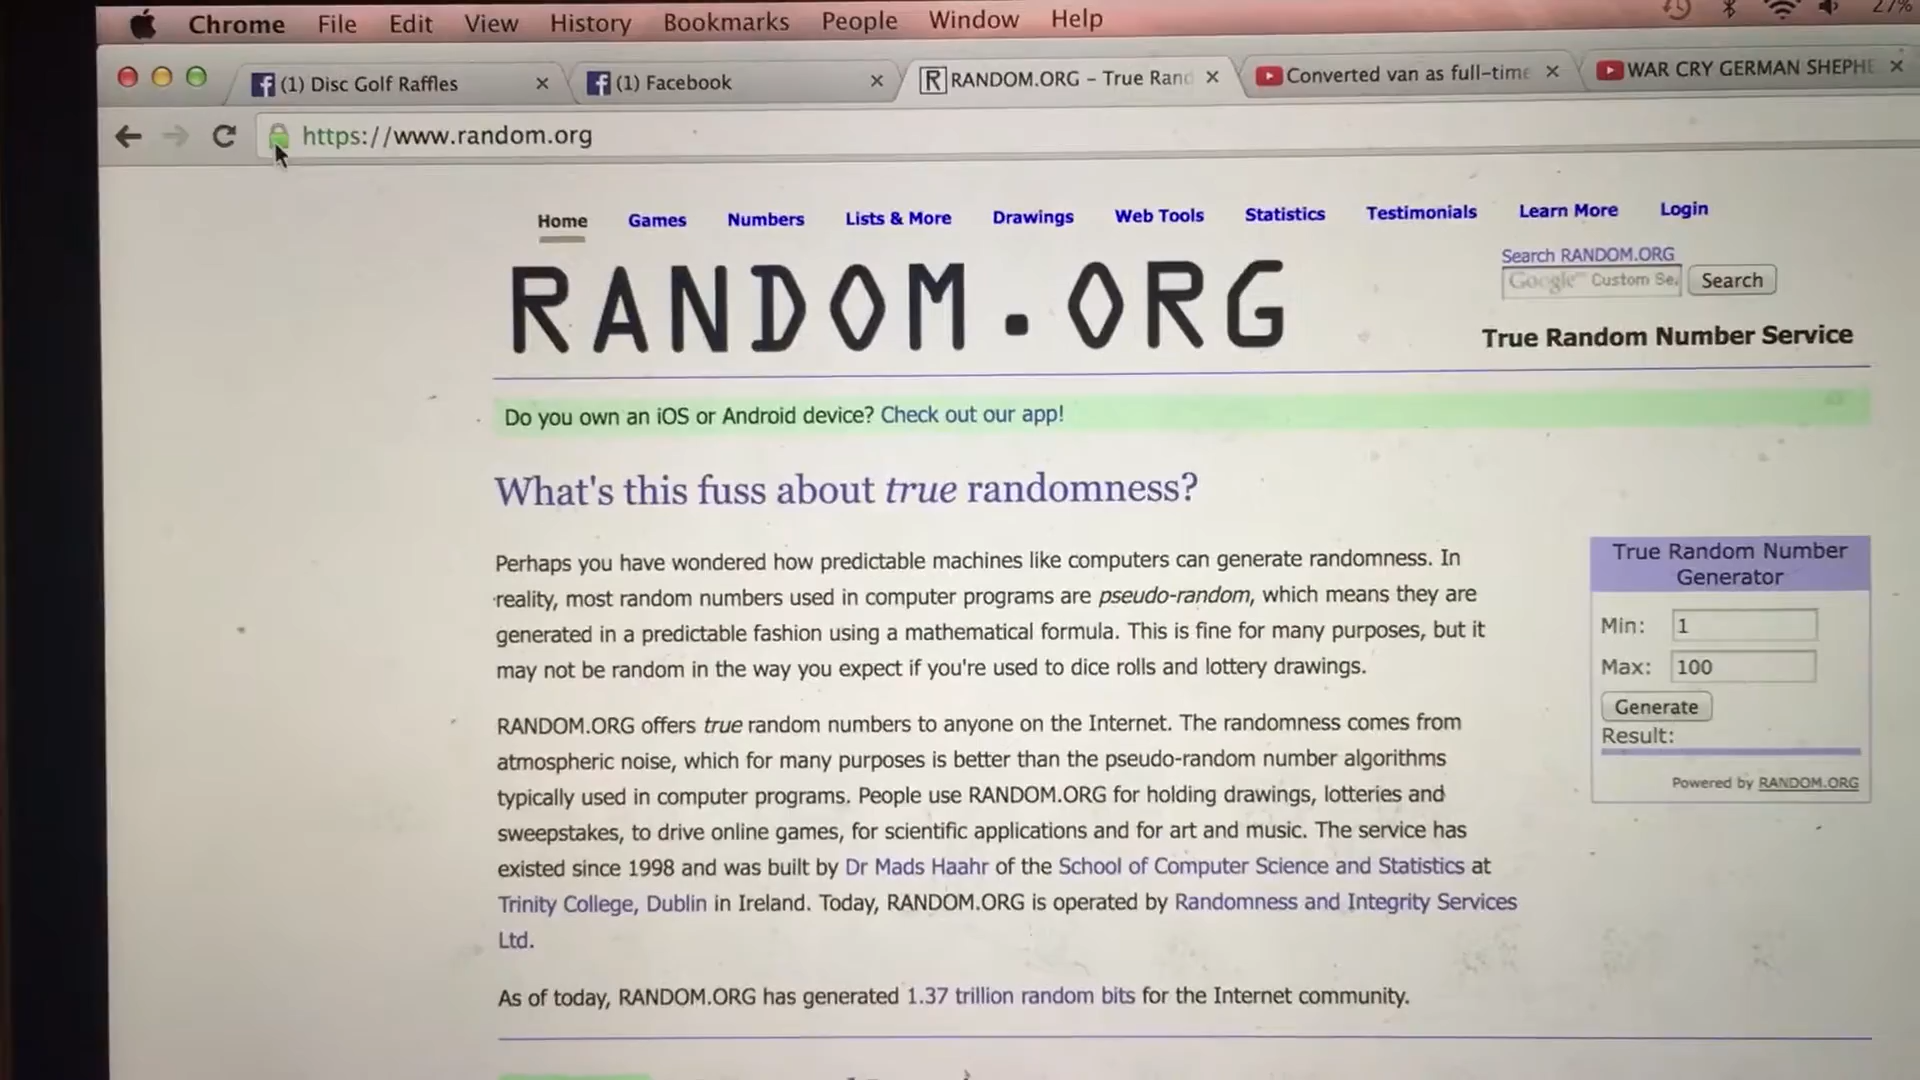 Chrome File Edit View History Bookmarks People Window Help 27%
(1) Disc Golf Raffles
(1) Facebook
RANDOM.ORG - True Rand
Converted van as full-time
WAR CRY GERMAN SHEPHE
https://www.random.org
Home Games Numbers Lists & More Drawings Web Tools Statistics Testimonials Learn More Login
Search RANDOM.ORG
Google™ Custom Sea
Search
RANDOM.ORG
True Random Number Service
Do you own an iOS or Android device? Check out our app!
What's this fuss about true randomness?
Perhaps you have wondered how predictable machines like computers can generate randomness. In
reality, most random numbers used in computer programs are pseudo-random, which means they are
generated in a predictable fashion using a mathematical formula. This is fine for many purposes, but it
may not be random in the way you expect if you're used to dice rolls and lottery drawings.
RANDOM.ORG offers true random numbers to anyone on the Internet. The randomness comes from
atmospheric noise, which for many purposes is better than the pseudo-random number algorithms
typically used in computer programs. People use RANDOM.ORG for holding drawings, lotteries and
sweepstakes, to drive online games, for scientific applications and for art and music. The service has
existed since 1998 and was built by Dr Mads Haahr of the School of Computer Science and Statistics at
Trinity College, Dublin in Ireland. Today, RANDOM.ORG is operated by Randomness and Integrity Services
Ltd.
As of today, RANDOM.ORG has generated 1.37 trillion random bits for the Internet community.
True Random Number
Generator
Min: 1
Max: 100
Generate
Result:
Powered by RANDOM.ORG